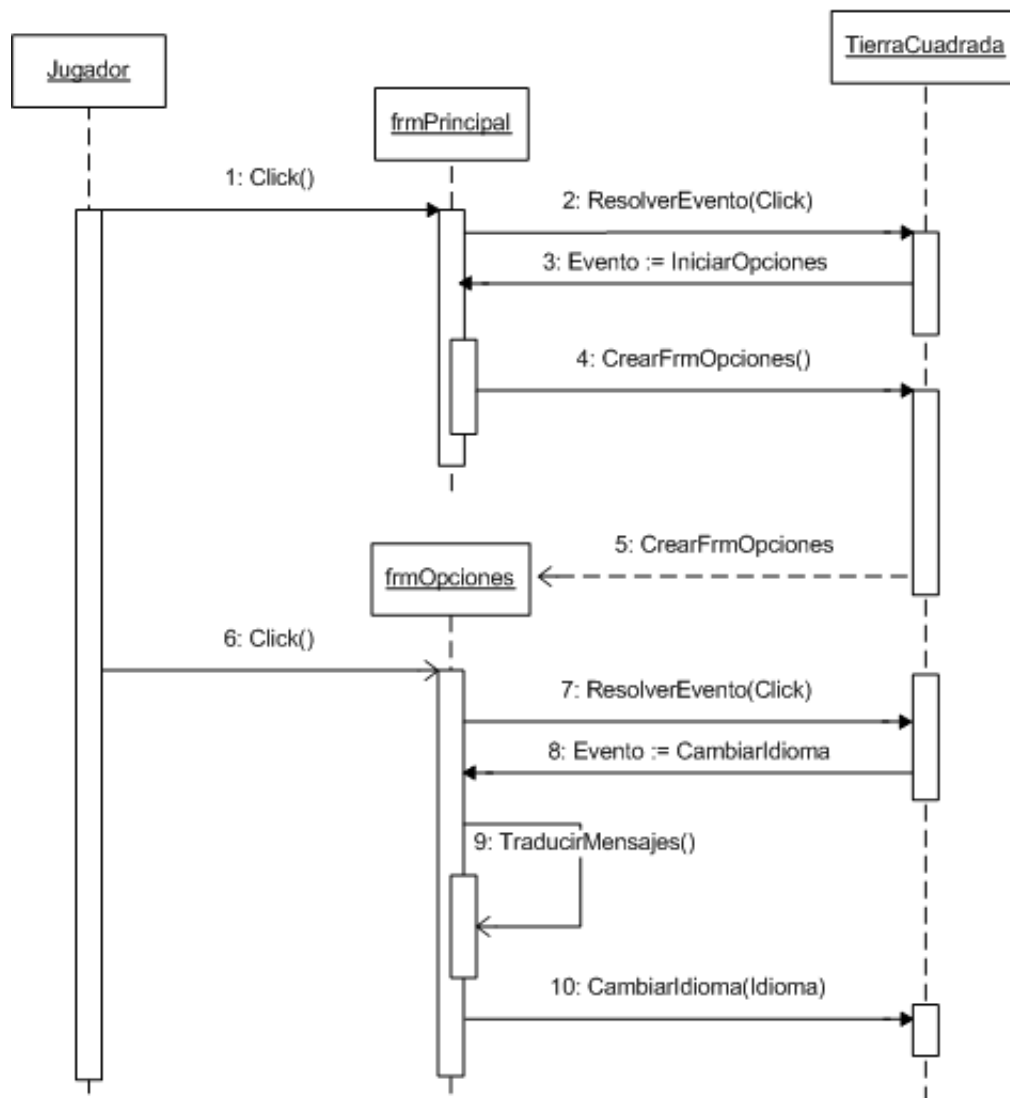 TierraCuadrada
Jugador
frmPrincipal
1: Click()
2: ResolverEvento(Click)
3: Evento := IniciarOpciones
4: CrearFrmOpciones()
5: CrearFrmOpciones
frmOpciones
6: Click()
7: ResolverEvento(Click)
8: Evento := CambiarIdioma
9: TraducirMensajes()
10: CambiarIdioma(Idioma)